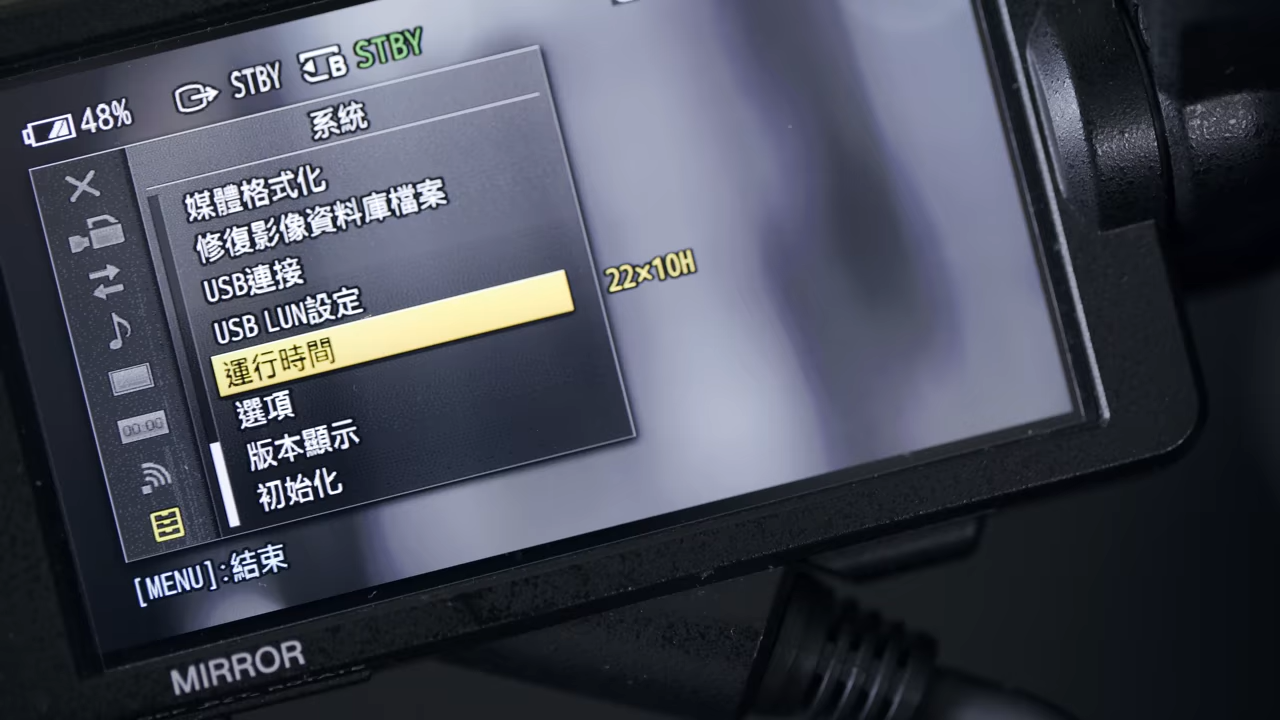 48% STBY B STBY
系統
媒體格式化
修復影像資料庫檔案
USB連接
USB LUN設定
運行時間 22×10H
選項
版本顯示
初始化
00:00
[MENU]:結束
MIRROR